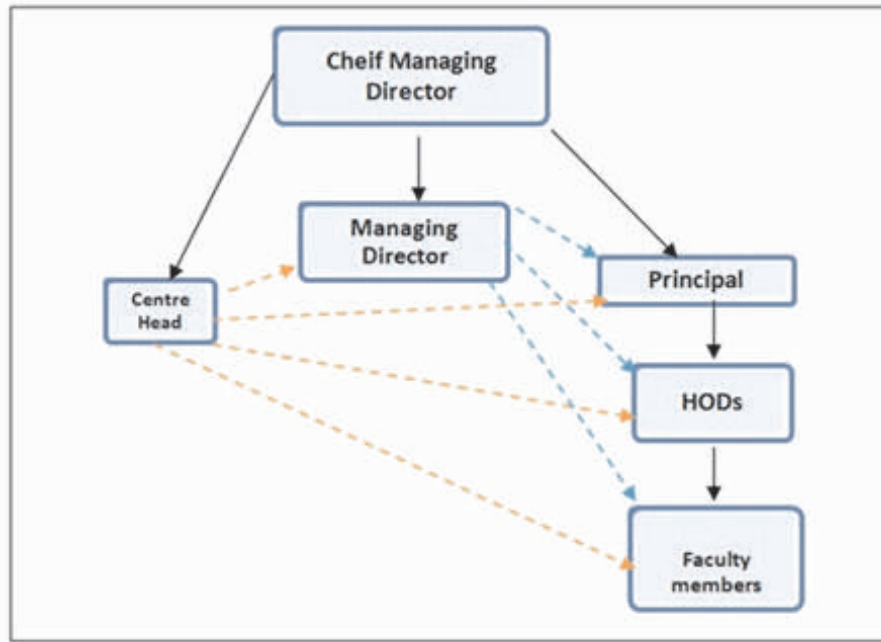 Cheif Managing
Director
Managing
Director
Centre
Head
Principal
HODs
Faculty
members